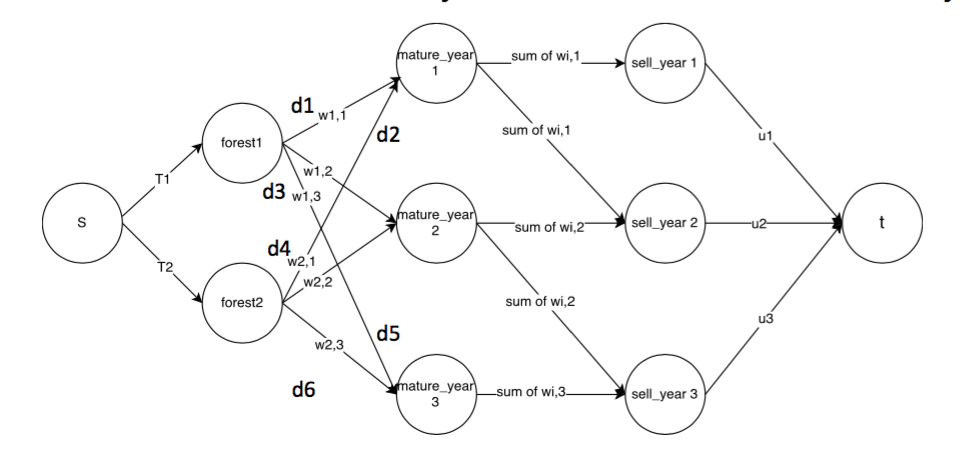 mature_year
1
sum of wi,1
sell_year 1
d1
w1,1
d2
sum of wi,1
u1
forest1
w1,2
T1
d3
w1,3
S
mature_year
2
sum of wi,2
sell_year 2
u2
t
d4
w2,1
T2
w2,2
forest2
sum of wi,2
u3
d5
w2,3
d6
mature_year
3
sum of wi,3
sell_year 3